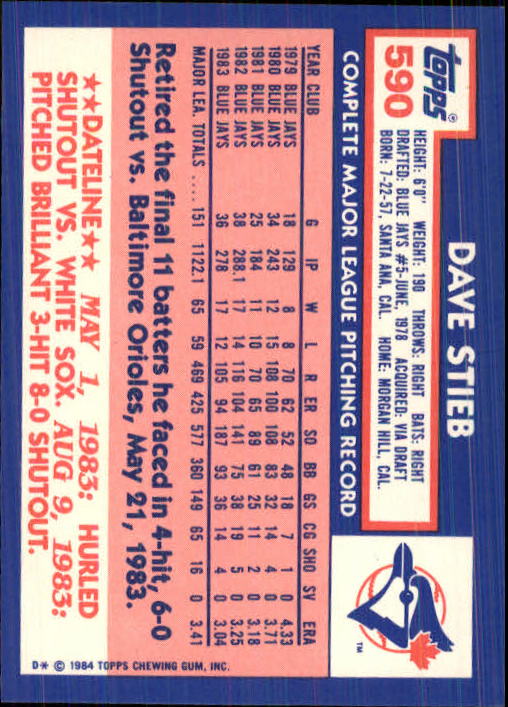 topps®
590
DAVE STIEB
HEIGHT: 6'0" WEIGHT: 190 THROWS: RIGHT BATS: RIGHT
DRAFTED: BLUE JAYS #5-JUNE, 1978 ACQUIRED: VIA DRAFT
BORN: 7-22-57, SANTA ANA, CAL. HOME: MORGAN HILL, CAL.
COMPLETE MAJOR LEAGUE PITCHING RECORD
YEAR CLUB G IP W L R ER SO BB GS CG SHO SV ERA
1979 BLUE JAYS 18 129 8 8 70 62 52 48 18 7 1 0 4.33
1980 BLUE JAYS 34 243 12 15 108 100 108 83 32 14 4 0 3.71
1981 BLUE JAYS 25 184 11 10 70 65 89 61 25 11 2 0 3.18
1982 BLUE JAYS 38 288.1 17 14 116 104 141 75 38 19 5 0 3.25
1983 BLUE JAYS 36 278 17 12 105 94 187 93 36 14 4 0 3.04
MAJOR LEA. TOTALS .... 151 1122.1 65 59 469 425 577 360 149 65 16 0 3.41
Retired the final 11 batters he faced in 4-hit, 6-0
Shutout vs. Baltimore Orioles, May 21, 1983.
★★DATELINE★★ MAY 1, 1983: HURLED
SHUTOUT VS. WHITE SOX. AUG 9, 1983:
PITCHED BRILLIANT 3-HIT 8-0 SHUTOUT.
TM
D* © 1984 TOPPS CHEWING GUM, INC.